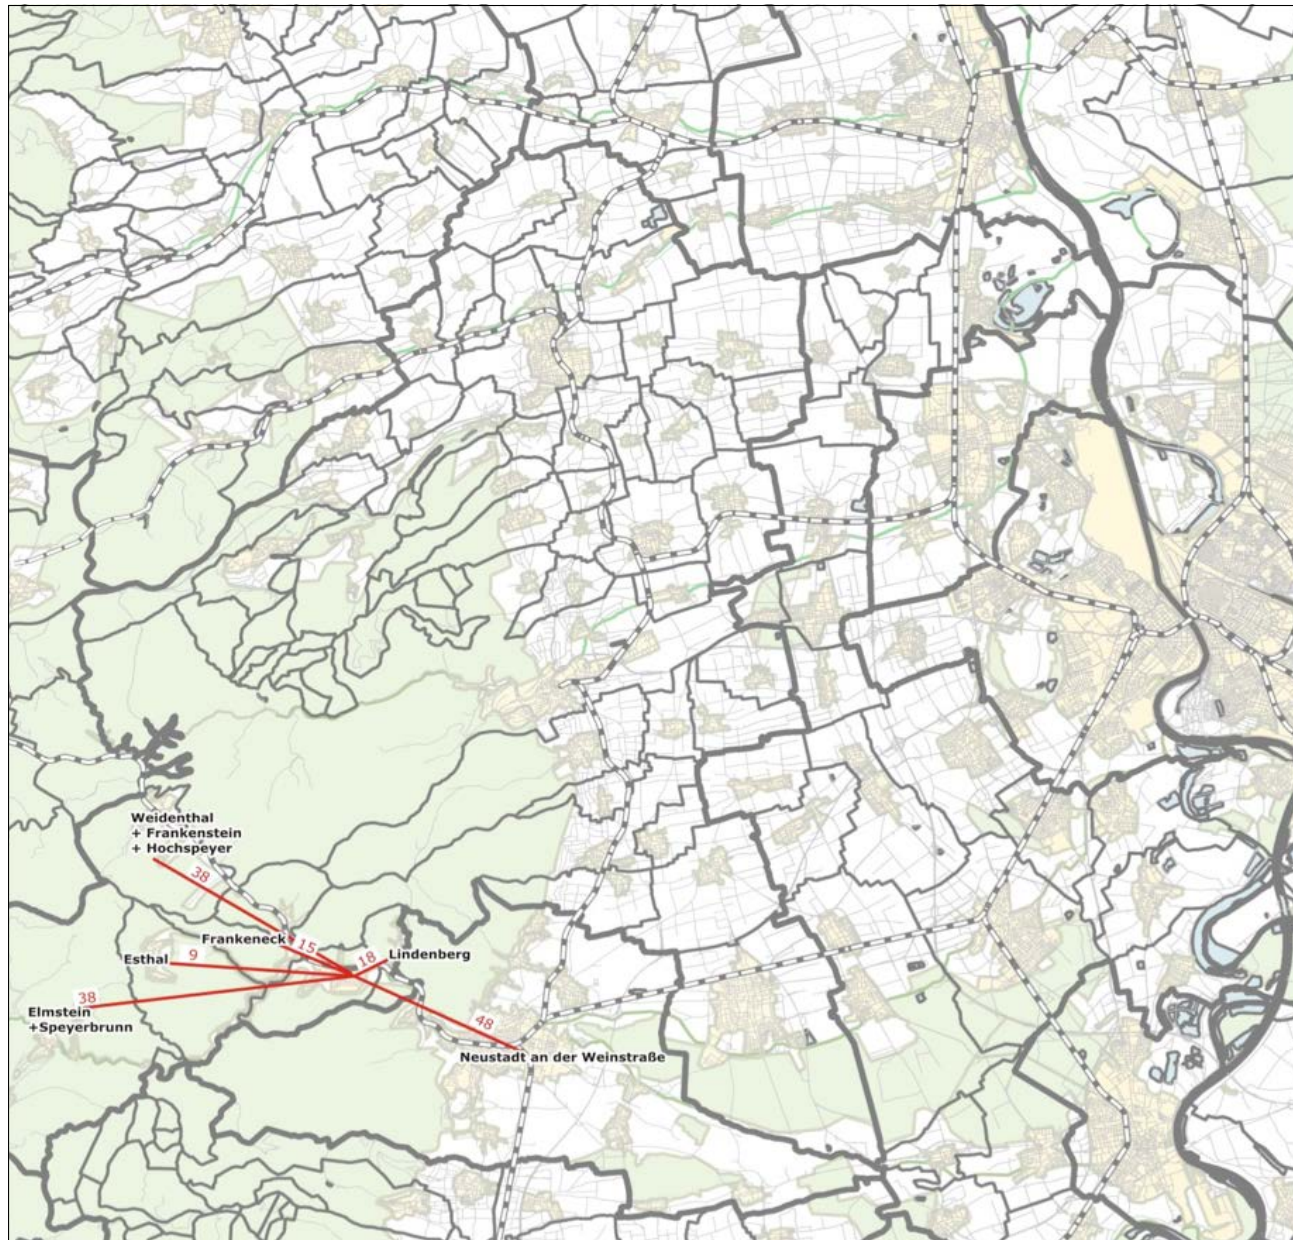 Weidenthal
+ Frankenstein
+ Hochspeyer
38
Frankeneck
15
Lindenberg
18
Esthal
9
38
Elmstein
+Speyerbrunn
48
Neustadt an der Weinstraße